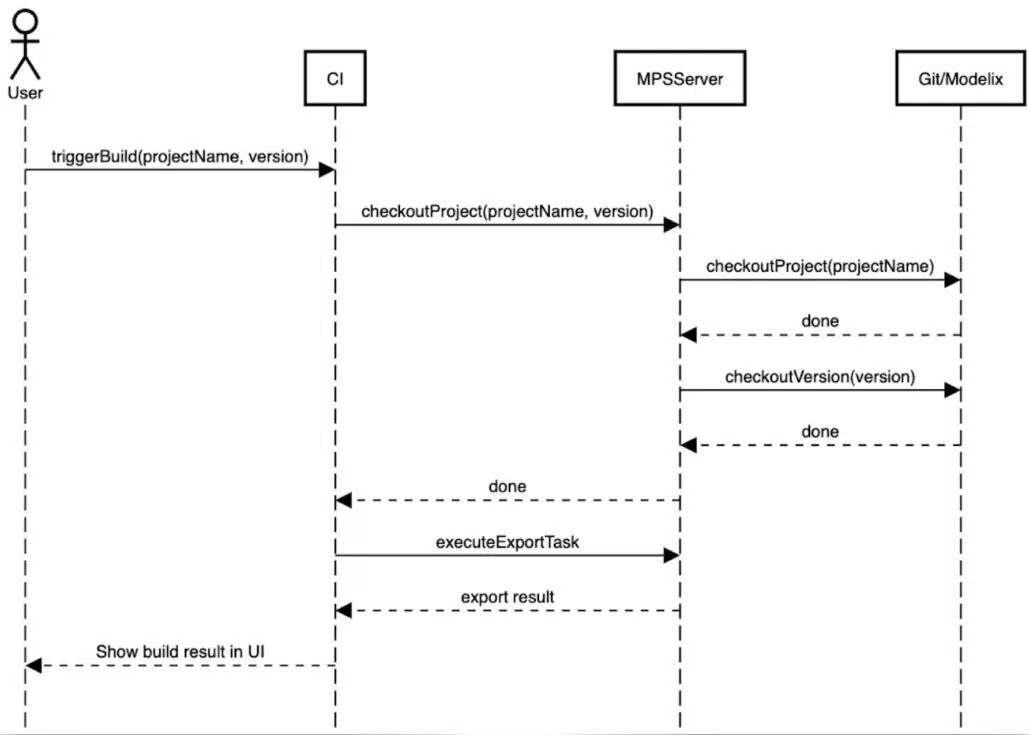 User
CI
MPSServer
Git/Modelix
triggerBuild(projectName, version)
checkoutProject(projectName, version)
checkoutProject(projectName)
done
checkoutVersion(version)
done
done
executeExportTask
export result
Show build result in UI